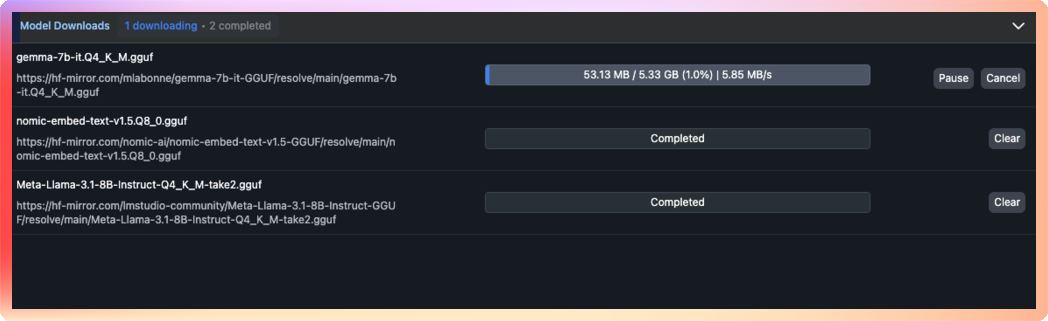 Model Downloads 1 downloading • 2 completed
gemma-7b-it.Q4_K_M.gguf
https://hf-mirror.com/mlabonne/gemma-7b-it-GGUF/resolve/main/gemma-7b
-it.Q4_K_M.gguf
53.13 MB / 5.33 GB (1.0%) | 5.85 MB/s
Pause Cancel
nomic-embed-text-v1.5.Q8_0.gguf
https://hf-mirror.com/nomic-ai/nomic-embed-text-v1.5-GGUF/resolve/main/n
omic-embed-text-v1.5.Q8_0.gguf
Completed
Clear
Meta-Llama-3.1-8B-Instruct-Q4_K_M-take2.gguf
https://hf-mirror.com/lmstudio-community/Meta-Llama-3.1-8B-Instruct-GGU
F/resolve/main/Meta-Llama-3.1-8B-Instruct-Q4_K_M-take2.gguf
Completed
Clear